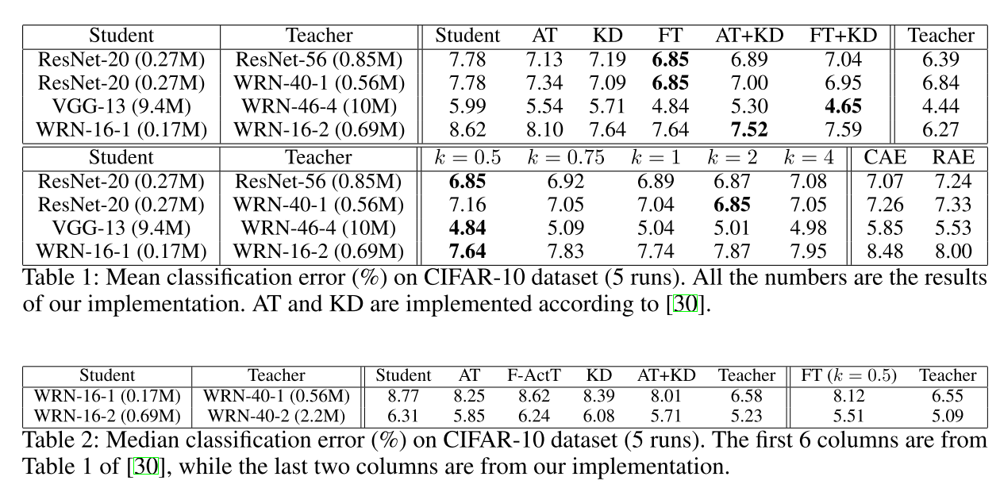 Student Teacher Student AT KD FT AT+KD FT+KD Teacher
ResNet-20 (0.27M) ResNet-56 (0.85M) 7.78 7.13 7.19 6.85 6.89 7.04 6.39
ResNet-20 (0.27M) WRN-40-1 (0.56M) 7.78 7.34 7.09 6.85 7.00 6.95 6.84
VGG-13 (9.4M) WRN-46-4 (10M) 5.99 5.54 5.71 4.84 5.30 4.65 4.44
WRN-16-1 (0.17M) WRN-16-2 (0.69M) 8.62 8.10 7.64 7.64 7.52 7.59 6.27
Student Teacher k = 0.5 k = 0.75 k = 1 k = 2 k = 4 CAE RAE
ResNet-20 (0.27M) ResNet-56 (0.85M) 6.85 6.92 6.89 6.87 7.08 7.07 7.24
ResNet-20 (0.27M) WRN-40-1 (0.56M) 7.16 7.05 7.04 6.85 7.05 7.26 7.33
VGG-13 (9.4M) WRN-46-4 (10M) 4.84 5.09 5.04 5.01 4.98 5.85 5.53
WRN-16-1 (0.17M) WRN-16-2 (0.69M) 7.64 7.83 7.74 7.87 7.95 8.48 8.00
Table 1: Mean classification error (%) on CIFAR-10 dataset (5 runs). All the numbers are the results
of our implementation. AT and KD are implemented according to [30].
Student Teacher Student AT F-ActT KD AT+KD Teacher FT (k = 0.5) Teacher
WRN-16-1 (0.17M) WRN-40-1 (0.56M) 8.77 8.25 8.62 8.39 8.01 6.58 8.12 6.55
WRN-16-2 (0.69M) WRN-40-2 (2.2M) 6.31 5.85 6.24 6.08 5.71 5.23 5.51 5.09
Table 2: Median classification error (%) on CIFAR-10 dataset (5 runs). The first 6 columns are from
Table 1 of [30], while the last two columns are from our implementation.